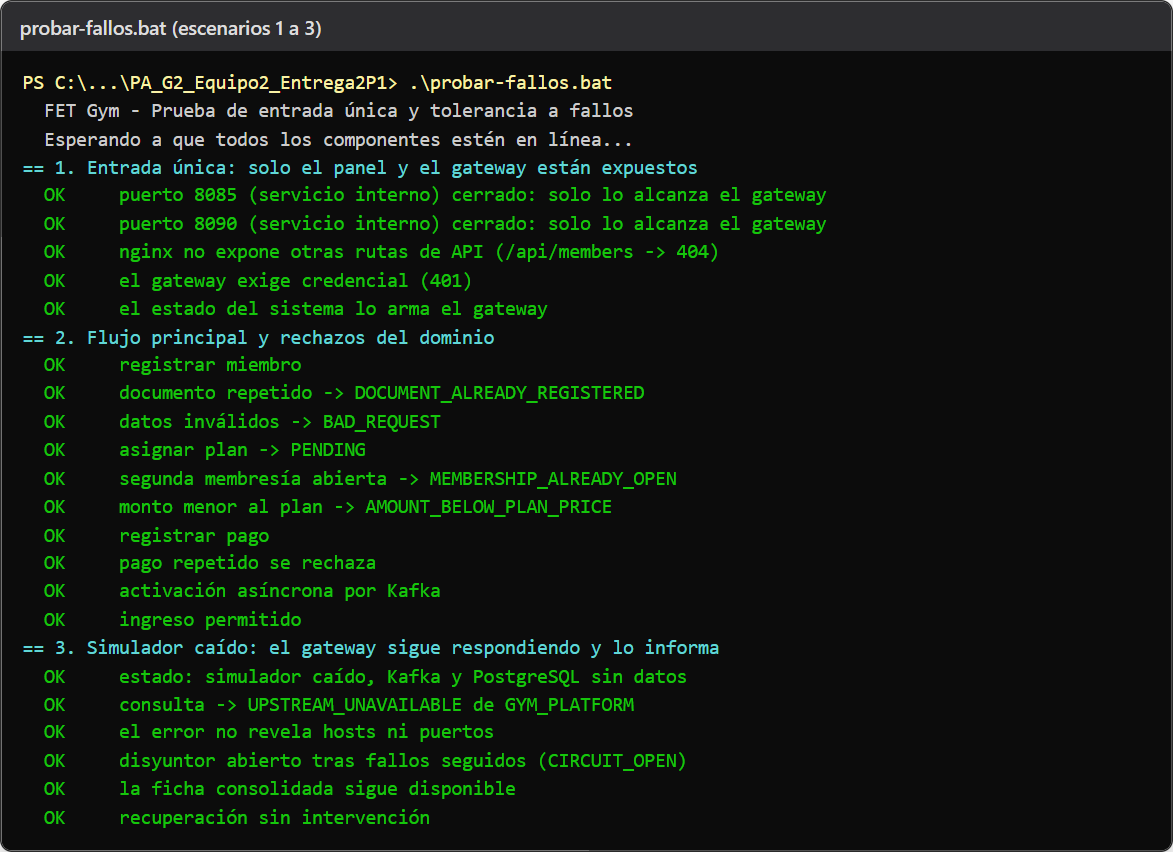 probar-fallos.bat (escenarios 1 a 3)
PS C:\...\PA_G2_Equipo2_Entrega2P1> .\probar-fallos.bat
FET Gym - Prueba de entrada única y tolerancia a fallos
Esperando a que todos los componentes estén en línea...
== 1. Entrada única: solo el panel y el gateway están expuestos
OK puerto 8085 (servicio interno) cerrado: solo lo alcanza el gateway
OK puerto 8090 (servicio interno) cerrado: solo lo alcanza el gateway
OK nginx no expone otras rutas de API (/api/members -> 404)
OK el gateway exige credencial (401)
OK el estado del sistema lo arma el gateway
== 2. Flujo principal y rechazos del dominio
OK registrar miembro
OK documento repetido -> DOCUMENT_ALREADY_REGISTERED
OK datos inválidos -> BAD_REQUEST
OK asignar plan -> PENDING
OK segunda membresía abierta -> MEMBERSHIP_ALREADY_OPEN
OK monto menor al plan -> AMOUNT_BELOW_PLAN_PRICE
OK registrar pago
OK pago repetido se rechaza
OK activación asíncrona por Kafka
OK ingreso permitido
== 3. Simulador caído: el gateway sigue respondiendo y lo informa
OK estado: simulador caído, Kafka y PostgreSQL sin datos
OK consulta -> UPSTREAM_UNAVAILABLE de GYM_PLATFORM
OK el error no revela hosts ni puertos
OK disyuntor abierto tras fallos seguidos (CIRCUIT_OPEN)
OK la ficha consolidada sigue disponible
OK recuperación sin intervención